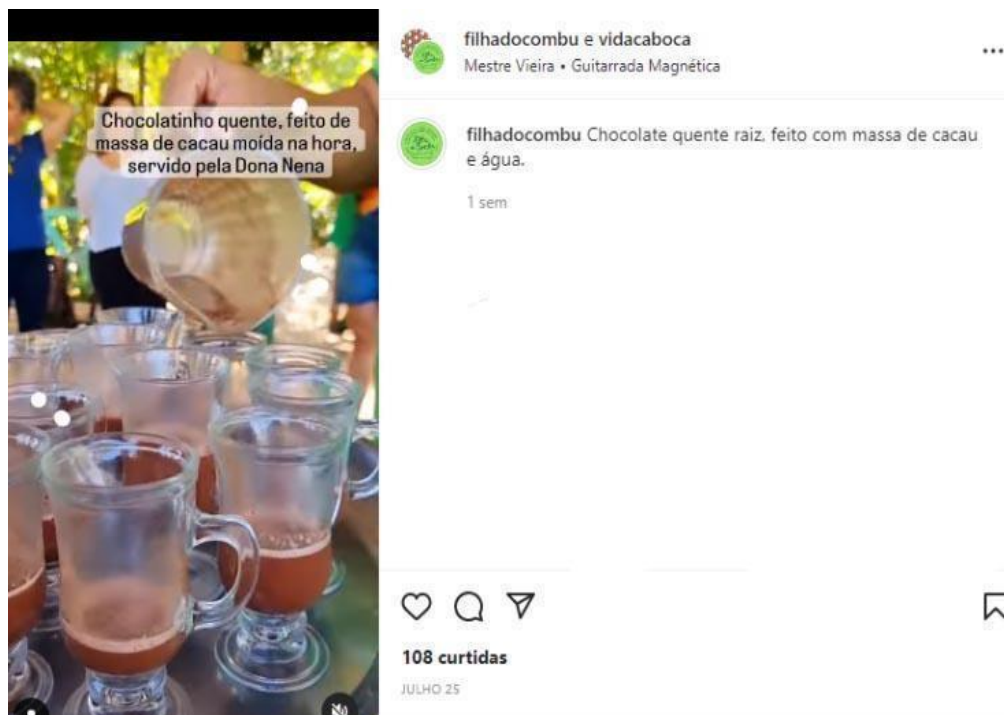 Chocolatinho quente, feito de
massa de cacau moída na hora,
servido pela Dona Nena
filhadocombu e vidacaboca
Mestre Vieira • Guitarrada Magnética
filhadocombu Chocolate quente raiz, feito com massa de cacau
e água.
1 sem
108 curtidas
JULHO 25